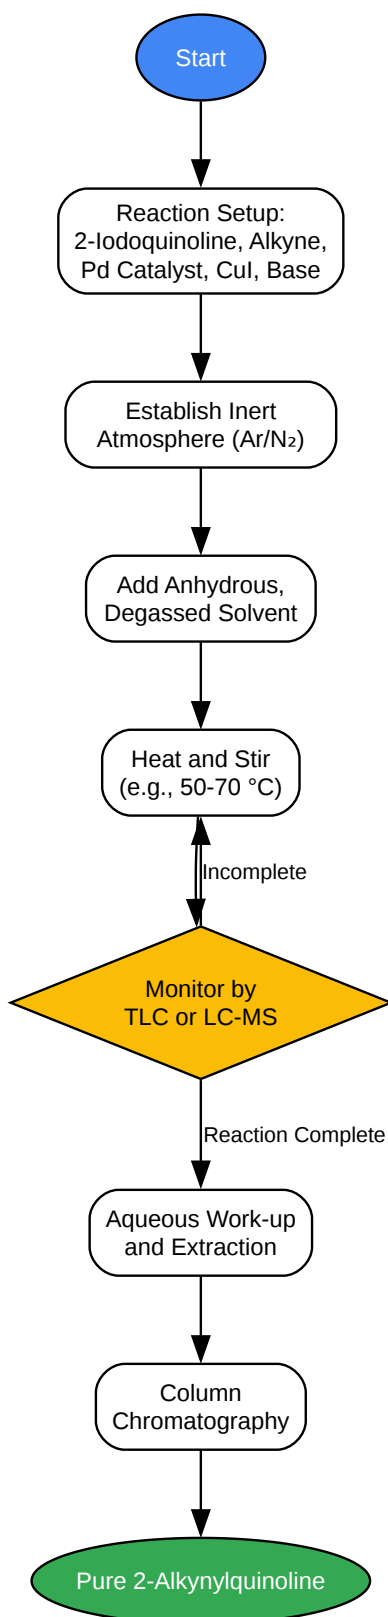 Start
Reaction Setup:
2-Iodoquinoline, Alkyne,
Pd Catalyst, CuI, Base
Establish Inert
Atmosphere (Ar/N₂)
Add Anhydrous,
Degassed Solvent
Heat and Stir
(e.g., 50-70 °C)
Incomplete
Monitor by
TLC or LC-MS
Reaction Complete
Aqueous Work-up
and Extraction
Column
Chromatography
Pure 2-Alkynylquinoline